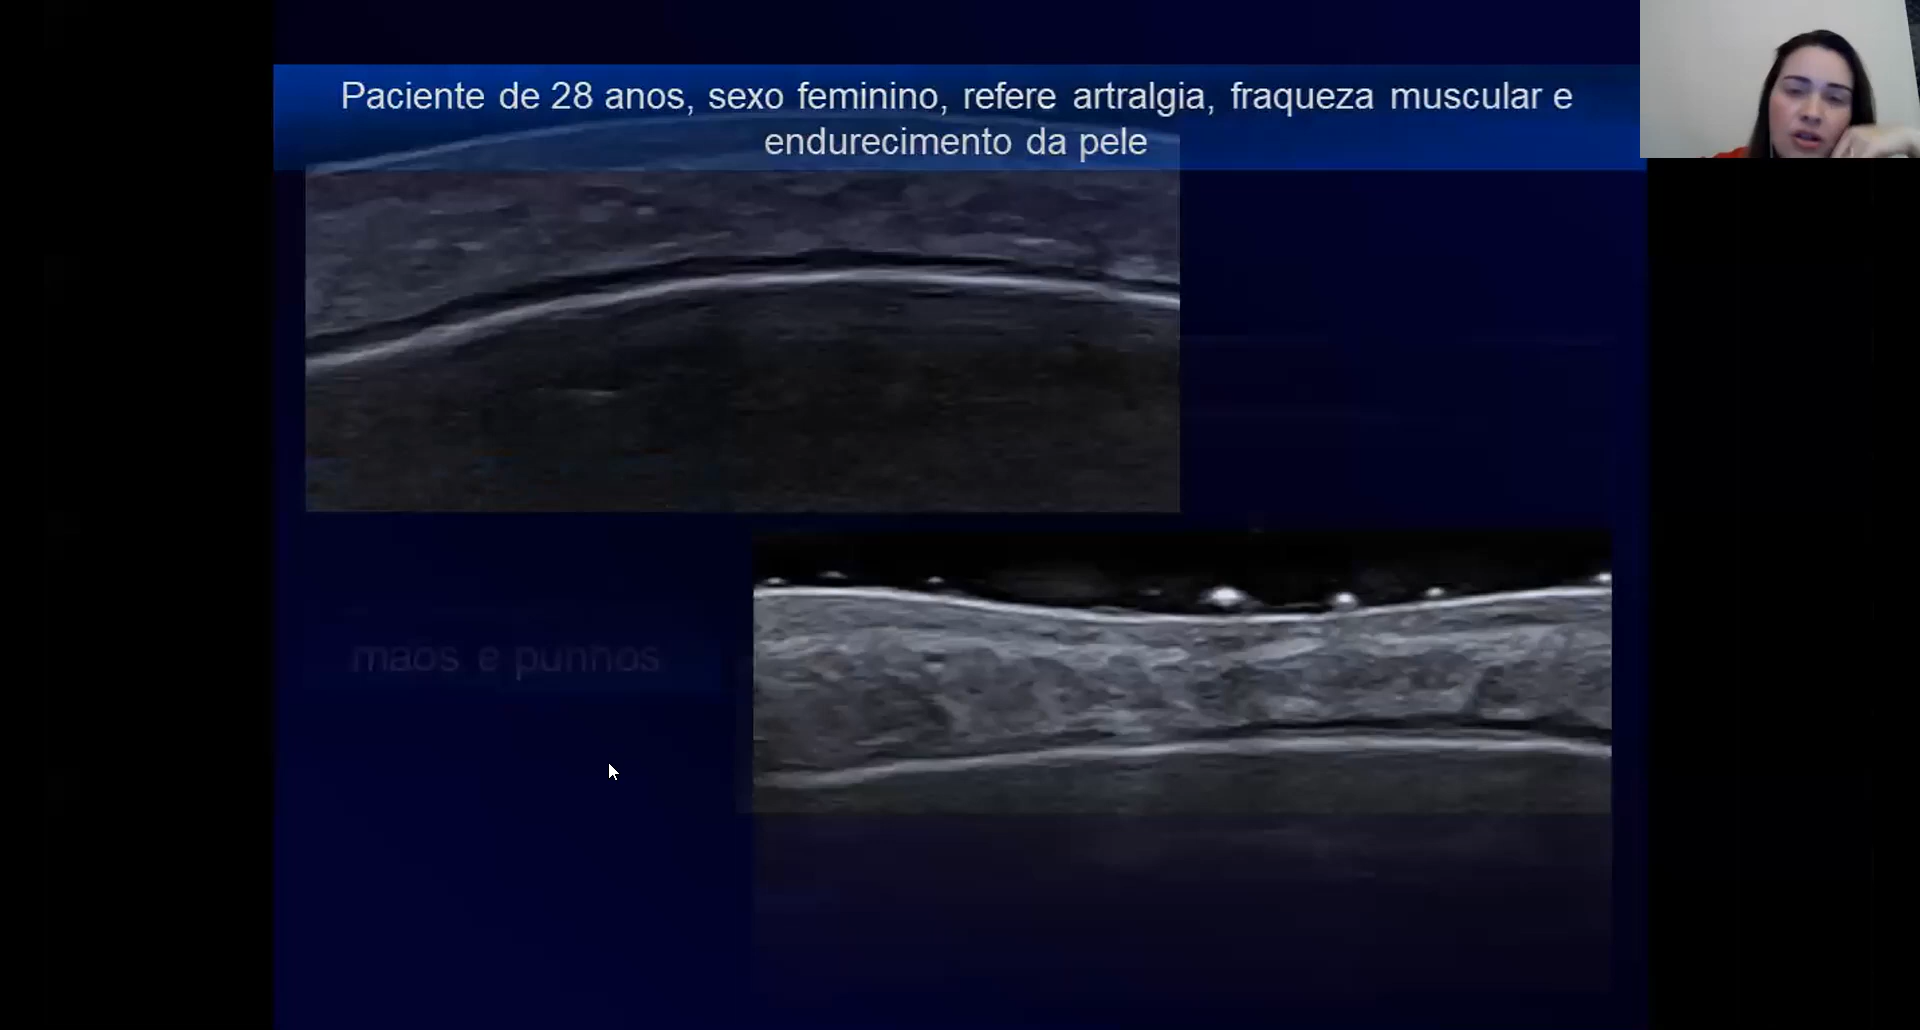 Paciente de 28 anos, sexo feminino, refere artralgia, fraqueza muscular e
endurecimento da pele
mãos e punhos